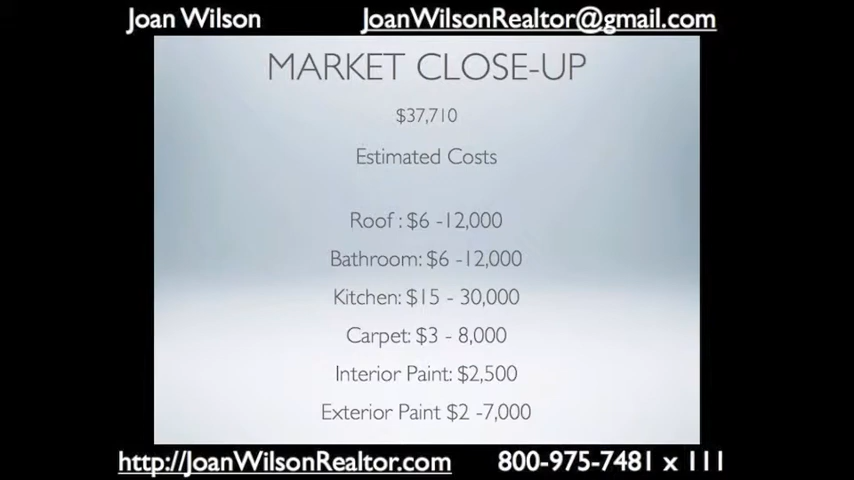 Joan Wilson JoanWilsonRealtor@gmail.com
MARKET CLOSE-UP
$37,710
Estimated Costs
Roof : $6 -12,000
Bathroom: $6 -12,000
Kitchen: $15 - 30,000
Carpet: $3 - 8,000
Interior Paint: $2,500
Exterior Paint $2 -7,000
http://JoanWilsonRealtor.com 800-975-7481 x 111